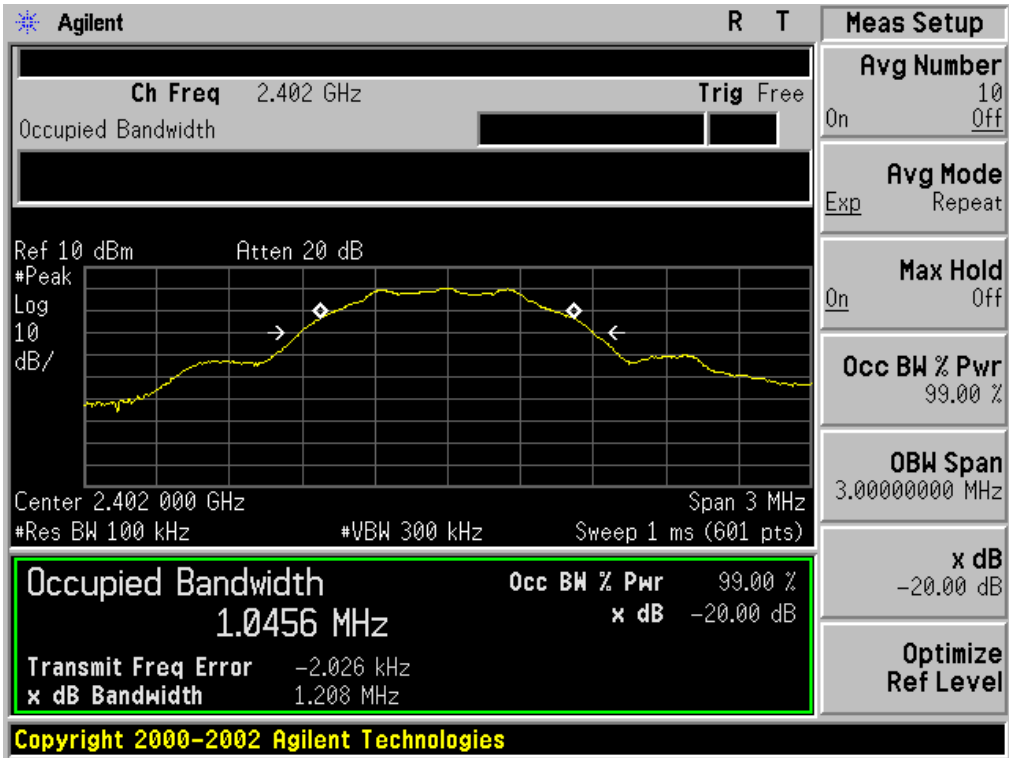 Agilent R T
Ch Freq 2.402 GHz Trig Free
Occupied Bandwidth
Ref 10 dBm Atten 20 dB
#Peak
Log
10
dB/
Center 2.402 000 GHz Span 3 MHz
#Res BW 100 kHz #VBW 300 kHz Sweep 1 ms (601 pts)
Occupied Bandwidth Occ BW % Pwr 99.00 %
1.0456 MHz x dB -20.00 dB
Transmit Freq Error -2.026 kHz
x dB Bandwidth 1.208 MHz
Copyright 2000-2002 Agilent Technologies
Meas Setup
Avg Number
10
On Off
Avg Mode
Exp Repeat
Max Hold
On Off
Occ BW % Pwr
99.00 %
OBW Span
3.00000000 MHz
x dB
-20.00 dB
Optimize
Ref Level